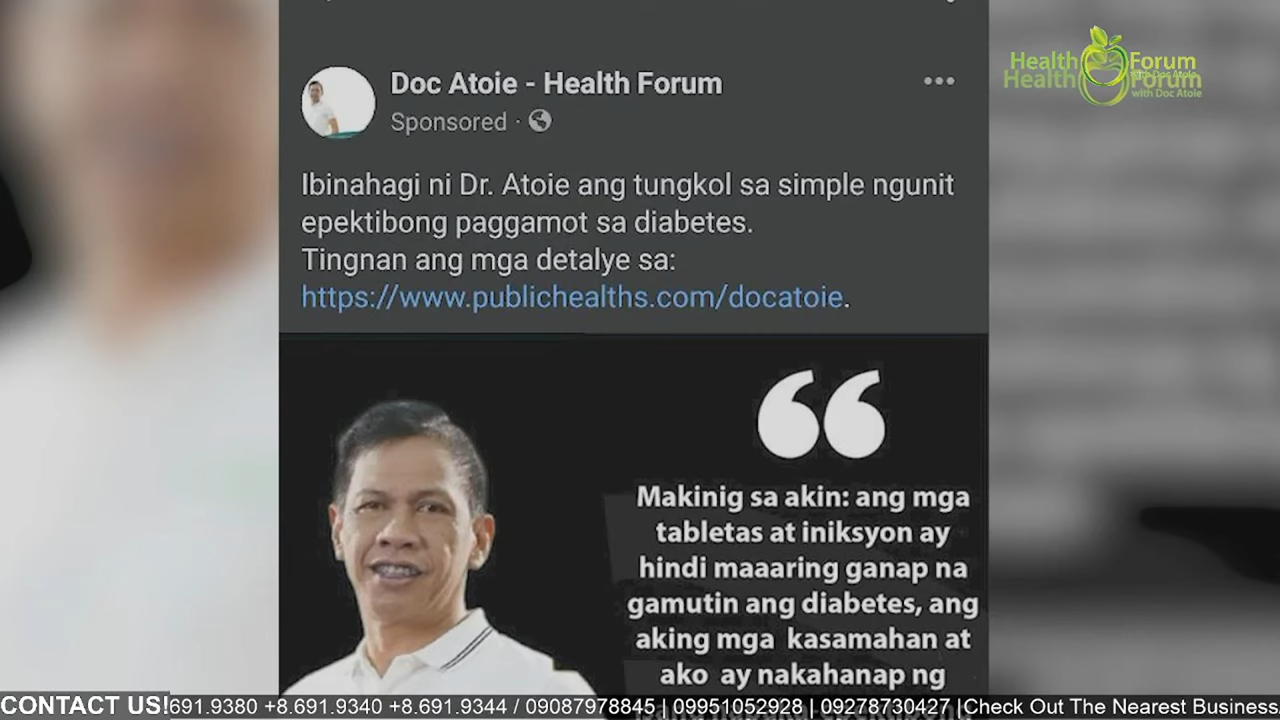 Health Forum
with Doc Atoie
Health Forum
with Doc Atoie
Doc Atoie - Health Forum
Sponsored ·
Ibinahagi ni Dr. Atoie ang tungkol sa simple ngunit
epektibong paggamot sa diabetes.
Tingnan ang mga detalye sa:
https://www.publichealths.com/docatoie.
Makinig sa akin: ang mga
tabletas at iniksyon ay
hindi maaaring ganap na
gamutin ang diabetes, ang
aking mga kasamahan at
ako ay nakahanap ng
CONTACT US! 691.9380 +8.691.9340 +8.691.9344 / 09087978845 | 09951052928 | 09278730427 |Check Out The Nearest Business